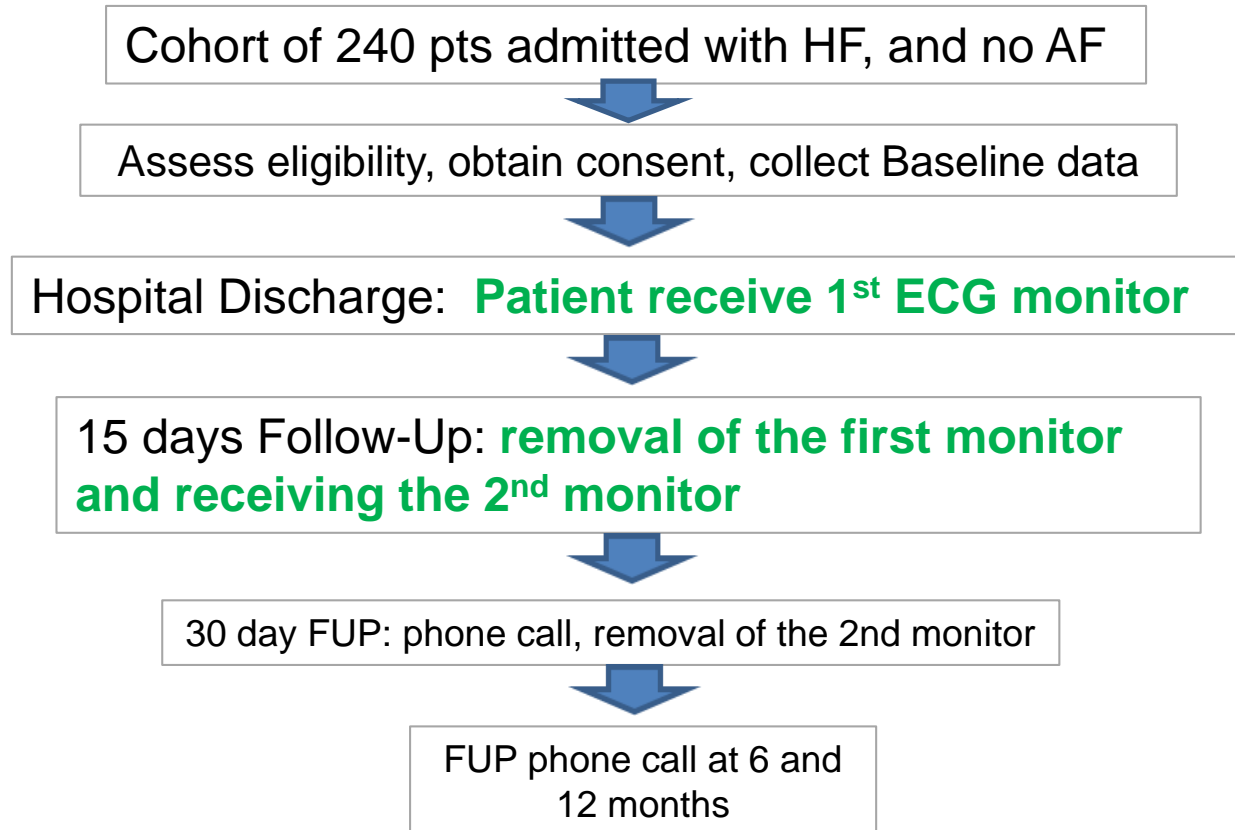 Cohort of 240 pts admitted with HF, and no AF
Assess eligibility, obtain consent, collect Baseline data
Hospital Discharge: Patient receive 1st ECG monitor
15 days Follow-Up: removal of the first monitor
and receiving the 2nd monitor
30 day FUP: phone call, removal of the 2nd monitor
FUP phone call at 6 and
12 months